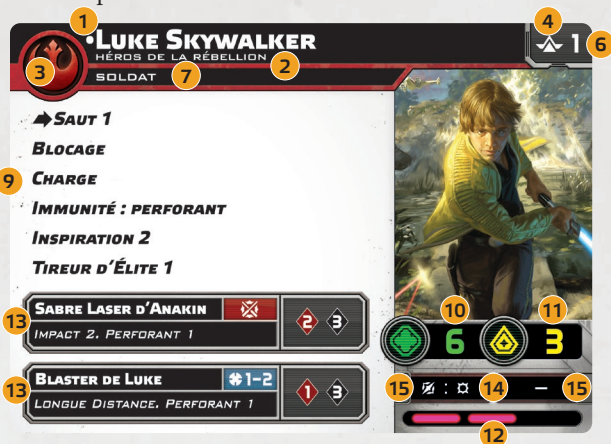 1
•LUKE SKYWALKER
4
1
6
HÉROS DE LA RÉBELLION
2
3
SOLDAT
7
SAUT 1
BLOCAGE
9
CHARGE
IMMUNITÉ : PERFORANT
INSPIRATION 2
TIREUR D'ÉLITE 1
10
11
13
SABRE LASER D'ANAKIN
2
3
IMPACT 2, PERFORANT 1
6
3
13
BLASTER DE LUKE
1-2
1
3
LONGUE DISTANCE, PERFORANT 1
15
:
14
–
15
12